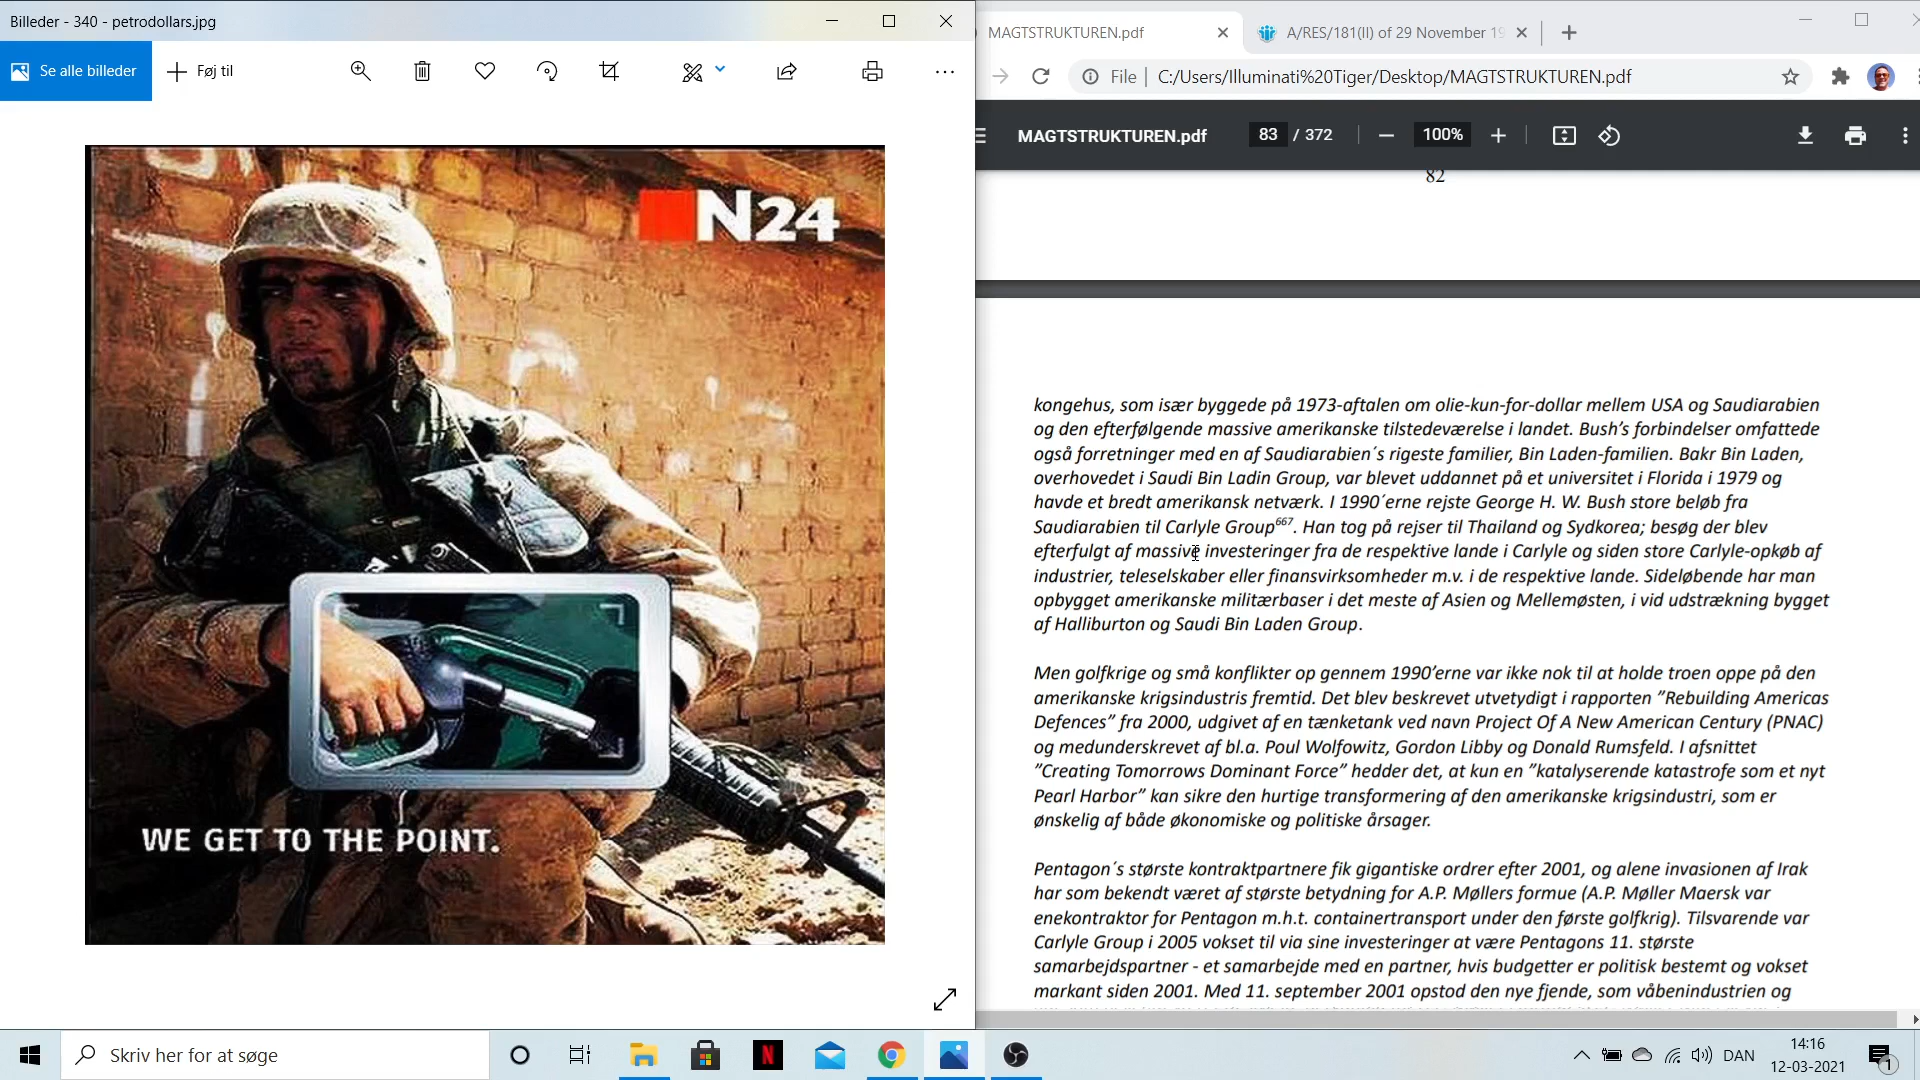 Billeder - 340 - petrodollars.jpg
Se alle billeder
Føj til
N24
WE GET TO THE POINT.
MAGTSTRUKTUREN.pdf
A/RES/181(II) of 29 November 19
File
C:/Users/Illuminati%20Tiger/Desktop/MAGTSTRUKTUREN.pdf
MAGTSTRUKTUREN.pdf
83 / 372
100%
82
kongehus, som især byggede på 1973-aftalen om olie-kun-for-dollar mellem USA og Saudiarabien
og den efterfølgende massive amerikanske tilstedeværelse i landet. Bush’s forbindelser omfattede
også forretninger med en af Saudiarabien´s rigeste familier, Bin Laden-familien. Bakr Bin Laden,
overhovedet i Saudi Bin Ladin Group, var blevet uddannet på et universitet i Florida i 1979 og
havde et bredt amerikansk netværk. I 1990´erne rejste George H. W. Bush store beløb fra
Saudiarabien til Carlyle Group⁶⁶⁷. Han tog på rejser til Thailand og Sydkorea; besøg der blev
efterfulgt af massive investeringer fra de respektive lande i Carlyle og siden store Carlyle-opkøb af
industrier, teleselskaber eller finansvirksomheder m.v. i de respektive lande. Sideløbende har man
opbygget amerikanske militærbaser i det meste af Asien og Mellemøsten, i vid udstrækning bygget
af Halliburton og Saudi Bin Laden Group.
Men golfkrige og små konflikter op gennem 1990’erne var ikke nok til at holde troen oppe på den
amerikanske krigsindustris fremtid. Det blev beskrevet utvetydigt i rapporten ”Rebuilding Americas
Defences” fra 2000, udgivet af en tænketank ved navn Project Of A New American Century (PNAC)
og medunderskrevet af bl.a. Poul Wolfowitz, Gordon Libby og Donald Rumsfeld. I afsnittet
”Creating Tomorrows Dominant Force” hedder det, at kun en ”katalyserende katastrofe som et nyt
Pearl Harbor” kan sikre den hurtige transformering af den amerikanske krigsindustri, som er
ønskelig af både økonomiske og politiske årsager.
Pentagon´s største kontraktpartnere fik gigantiske ordrer efter 2001, og alene invasionen af Irak
har som bekendt været af største betydning for A.P. Møllers formue (A.P. Møller Maersk var
enekontraktor for Pentagon m.h.t. containertransport under den første golfkrig). Tilsvarende var
Carlyle Group i 2005 vokset til via sine investeringer at være Pentagons 11. største
samarbejdspartner - et samarbejde med en partner, hvis budgetter er politisk bestemt og vokset
markant siden 2001. Med 11. september 2001 opstod den nye fjende, som våbenindustrien og
Skriv her for at søge
DAN
14:16
12-03-2021
1